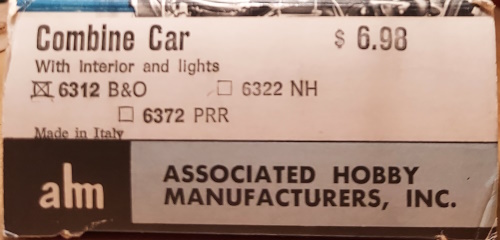 Combine Car $ 6.98
With Interior and lights
☒ 6312 B&O ☐ 6322 NH
☐ 6372 PRR
Made in Italy
ahm ASSOCIATED HOBBY
MANUFACTURERS, INC.